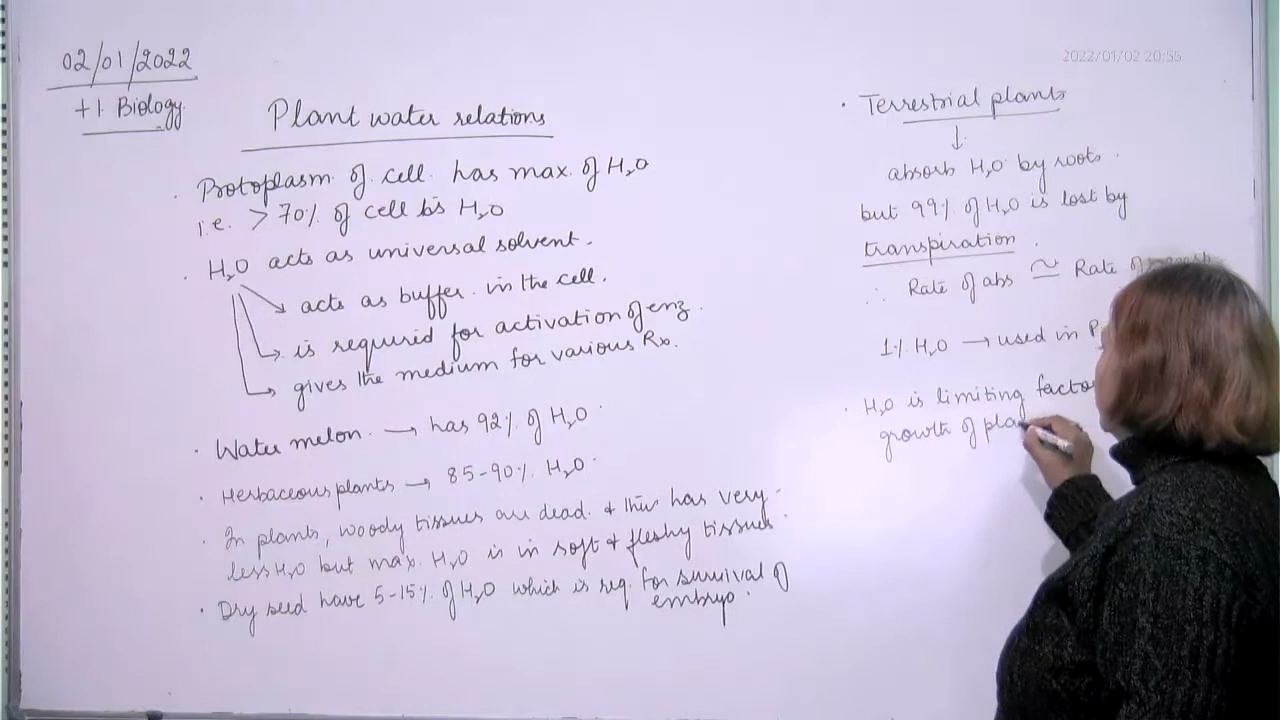 02/01/2022
+1 Biology
Plant water relations
. Protoplasm of cell has max. of H₂O
i.e. > 70% of cell is H₂O
. H₂O acts as universal solvent.
→ acts as buffer in the cell.
→ is required for activation of enz.
→ gives the medium for various Rx.
. Water melon → has 92% of H₂O
. Herbaceous plants → 85-90% H₂O
. In plants, woody tissues are dead & this has very
less H₂O but max H₂O is in soft & fleshy tissues.
. Dry seed have 5-15% of H₂O which is req. for survival of
embryo.
2022/01/02 20:55
. Terrestrial plants
↓
absorb H₂O by roots.
but 99% of H₂O is lost by
transpiration.
∴ Rate of abs ≅ Rate of
1% H₂O → used in
. H₂O is limiting factor
growth of pla